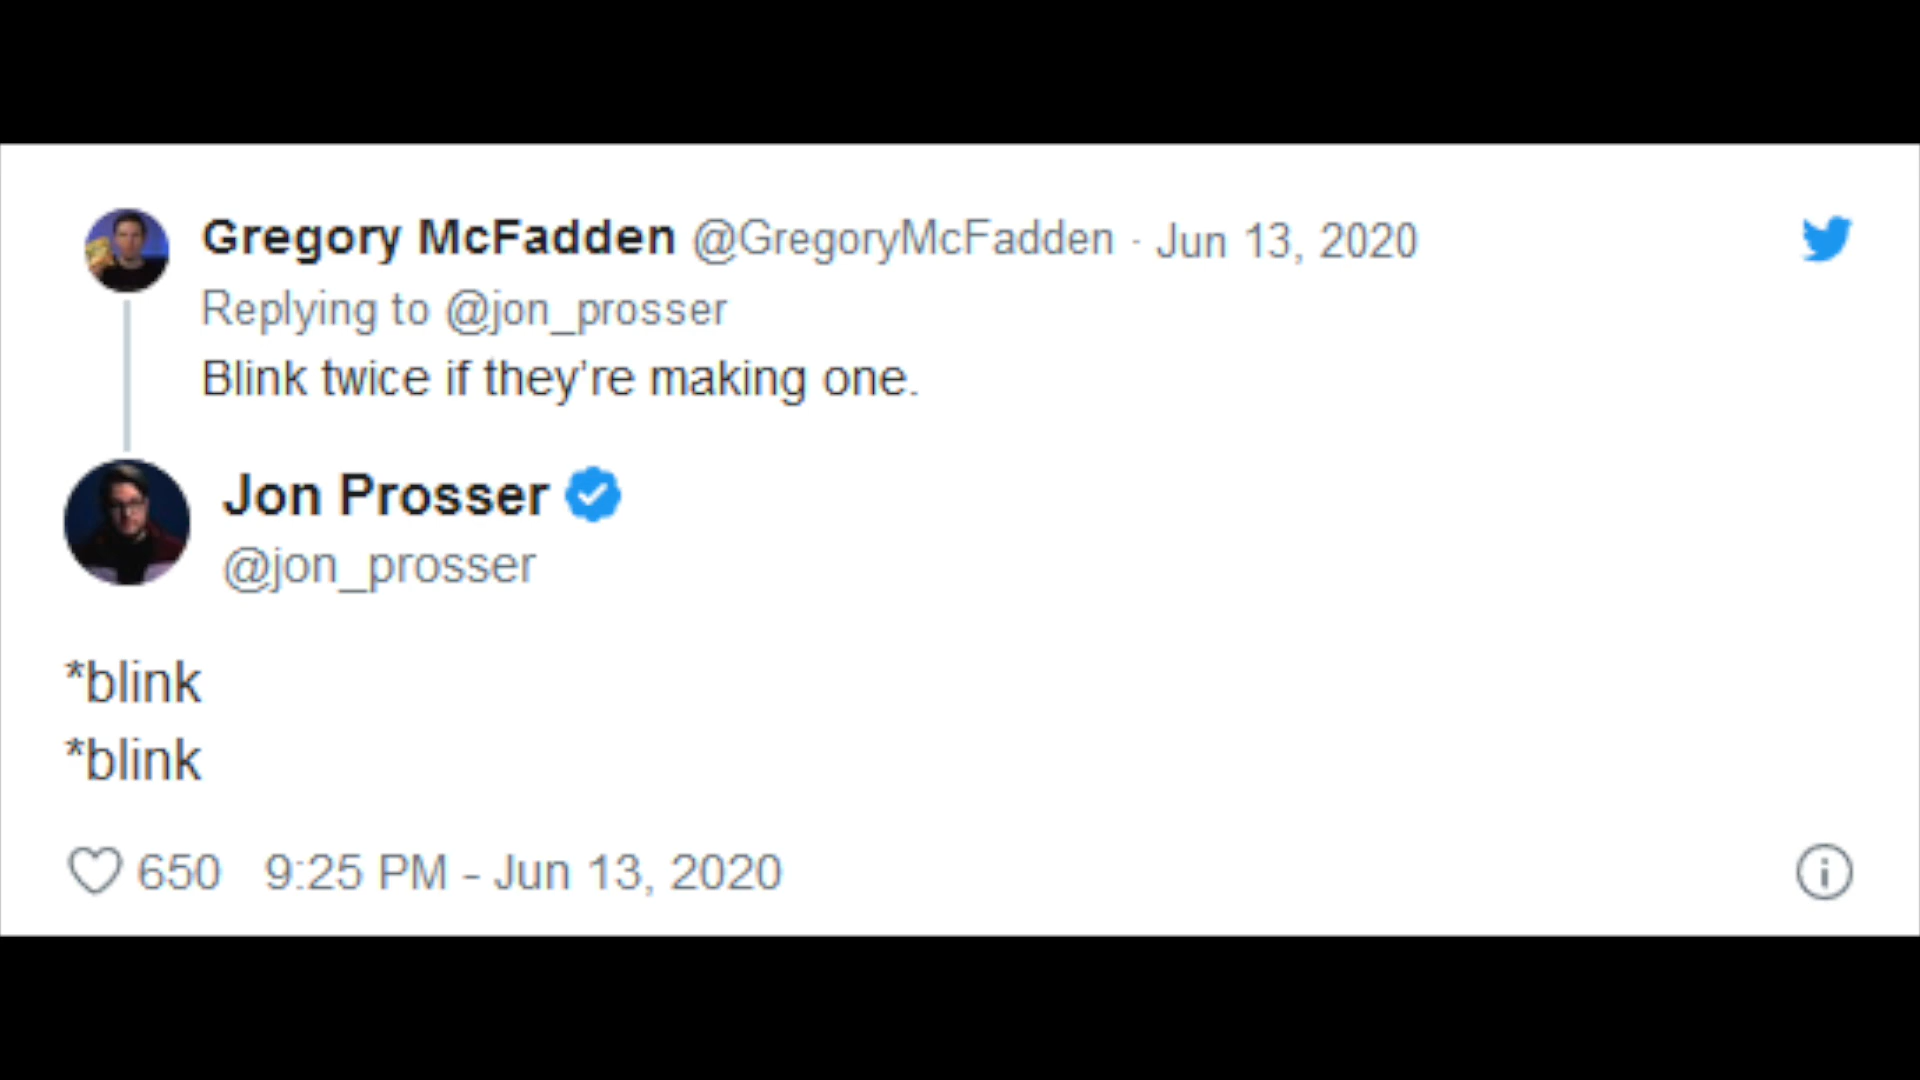 Gregory McFadden @GregoryMcFadden · Jun 13, 2020
Replying to @jon_prosser
Blink twice if they're making one.
Jon Prosser
@jon_prosser
*blink
*blink
650 9:25 PM - Jun 13, 2020